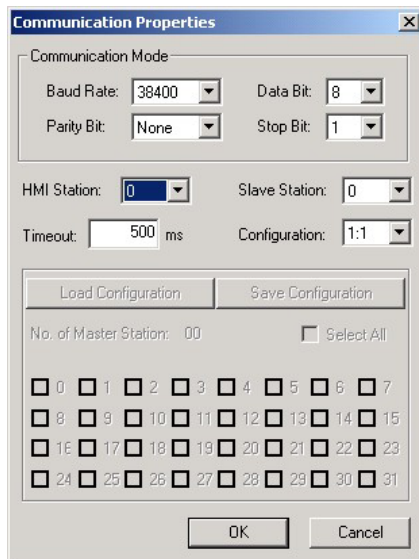 Communication Properties
Communication Mode
Baud Rate: 38400 Data Bit: 8
Parity Bit: None Stop Bit: 1
HMI Station: 0 Slave Station: 0
Timeout: 500 ms Configuration: 1:1
Load Configuration Save Configuration
No. of Master Station: 00 Select All
0 1 2 3 4 5 6 7
8 9 10 11 12 13 14 15
16 17 18 19 20 21 22 23
24 25 26 27 28 29 30 31
OK Cancel